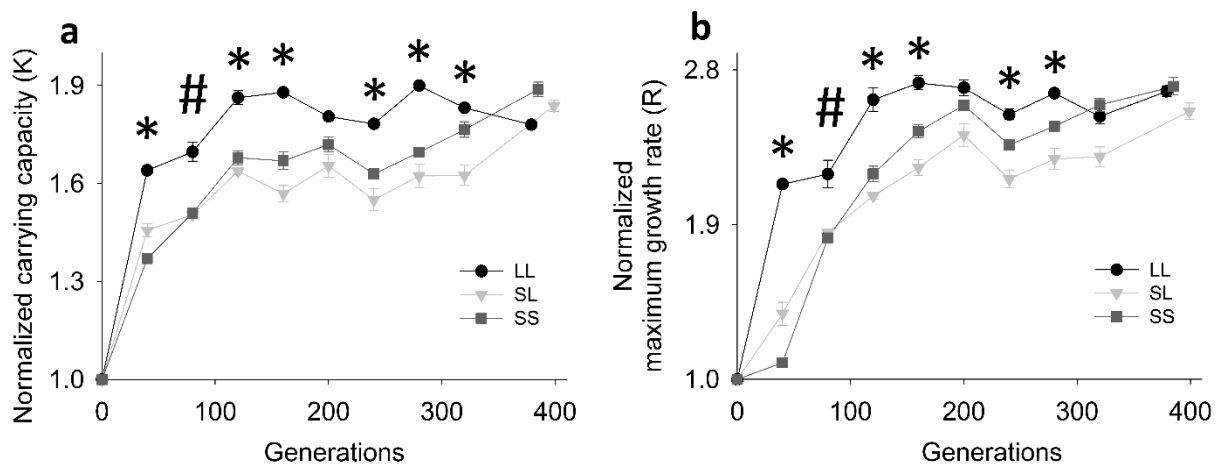 a
Normalized carrying capacity (K)
1.9
1.6
1.3
1.0
* # * * * * *
LL
SL
SS
0 100 200 300 400
Generations
b
Normalized
maximum growth rate (R)
2.8
1.9
1.0
* # * * * *
LL
SL
SS
0 100 200 300 400
Generations